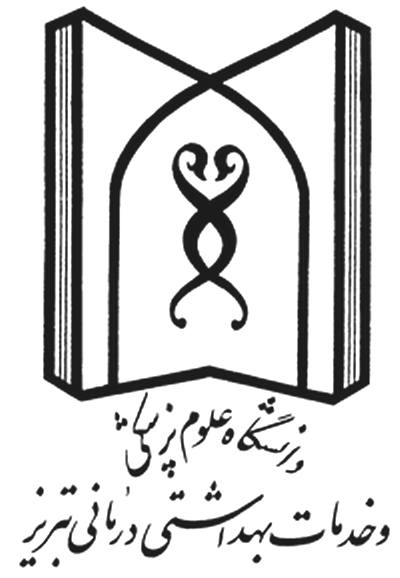 دانشگاه علوم پزشکی
و خدمات بهداشتی درمانی تبریز